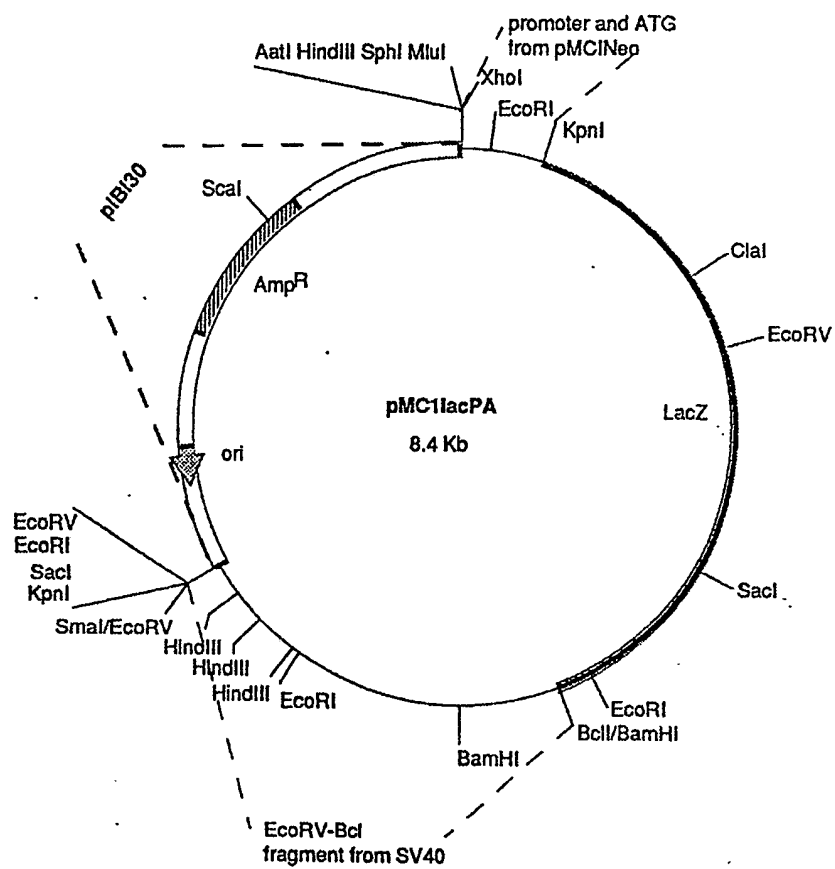 promoter and ATG
from pMCINeo
AatI HindIII SphI MluI
XhoI
EcoRI
KpnI
pIBI30
ScaI
AmpR
ClaI
EcoRV
pMC1lacPA
8.4 Kb
LacZ
ori
EcoRV
EcoRI
SacI
KpnI
SmaI/EcoRV
SacI
HindIII
HindIII
HindIII
EcoRI
EcoRI
BclI/BamHI
BamHI
EcoRV-Bcl
fragment from SV40